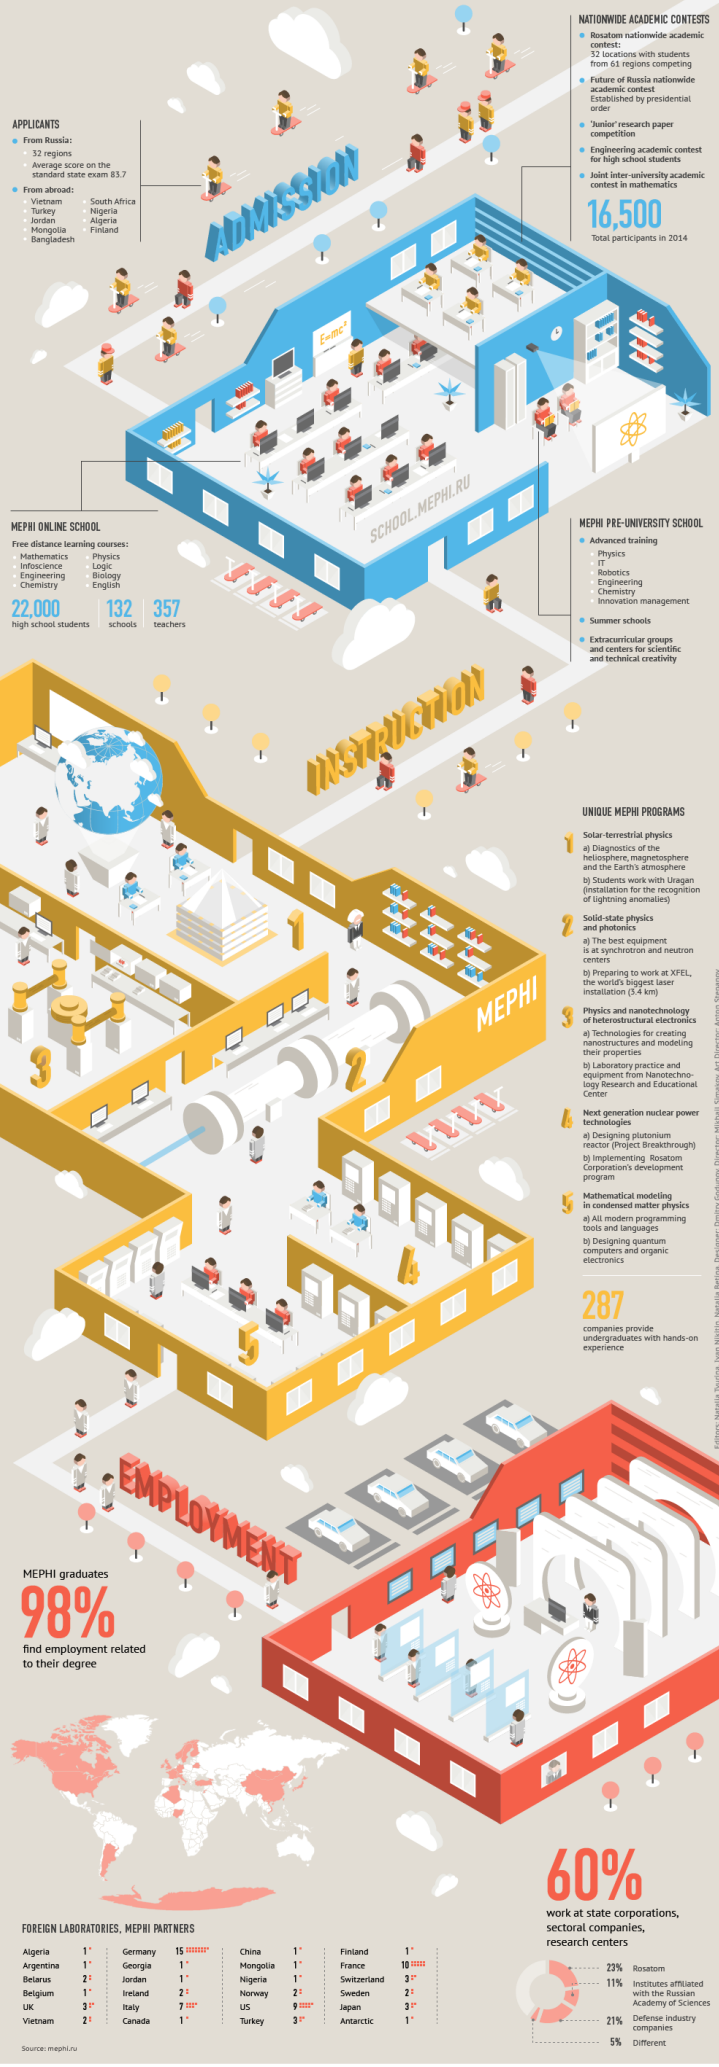 NATIONWIDE ACADEMIC CONTESTS
Rosatom nationwide academic
contest:
32 locations with students
from 61 regions competing
Future of Russia nationwide
academic contest
Established by presidential
order
'Junior' research paper
competition
Engineering academic contest
for high school students
Joint inter-university academic
contest in mathematics
16,500
Total participants in 2014
APPLICANTS
From Russia:
32 regions
Average score on the
standard state exam 83.7
From abroad:
Vietnam
Turkey
Jordan
Mongolia
Bangladesh
South Africa
Nigeria
Algeria
Finland
ADMISSION
E=mc²
SCHOOL.MEPHI.RU
MEPHI ONLINE SCHOOL
Free distance learning courses:
Mathematics
Infoscience
Engineering
Chemistry
Physics
Logic
Biology
English
22,000
high school students
132
schools
357
teachers
MEPHI PRE-UNIVERSITY SCHOOL
Advanced training
Physics
IT
Robotics
Engineering
Chemistry
Innovation management
Summer schools
Extracurricular groups
and centers for scientific
and technical creativity
INSTRUCTION
1
2
3
4
5
MEPHI
UNIQUE MEPHI PROGRAMS
1 Solar-terrestrial physics
a) Diagnostics of the
heliosphere, magnetosphere
and the Earth's atmosphere
b) Students work with Uragan
(installation for the recognition
of lightning anomalies)
2 Solid-state physics
and photonics
a) The best equipment
is at synchrotron and neutron
centers
b) Preparing to work at XFEL,
the world's biggest laser
installation (3.4 km)
3 Physics and nanotechnology
of heterostructural electronics
a) Technologies for creating
nanostructures and modeling
their properties
b) Laboratory practice and
equipment from Nanotechno-
logy Research and Educational
Center
4 Next generation nuclear power
technologies
a) Designing plutonium
reactor (Project Breakthrough)
b) Implementing Rosatom
Corporation's development
program
5 Mathematical modeling
in condensed matter physics
a) All modern programming
tools and languages
b) Designing quantum
computers and organic
electronics
287
companies provide
undergraduates with hands-on
experience
EMPLOYMENT
MEPHI graduates
98%
find employment related
to their degree
60%
work at state corporations,
sectoral companies,
research centers
23% Rosatom
11% Institutes affiliated
with the Russian
Academy of Sciences
21% Defense industry
companies
5% Different
FOREIGN LABORATORIES, MEPHI PARTNERS
Algeria 1
Argentina 1
Belarus 2
Belgium 1
UK 3
Vietnam 2
Germany 15
Georgia 1
Jordan 1
Ireland 2
Italy 7
Canada 1
China 1
Mongolia 1
Nigeria 1
Norway 2
US 9
Turkey 3
Finland 1
France 10
Switzerland 3
Sweden 2
Japan 3
Antarctic 1
Source: mephi.ru